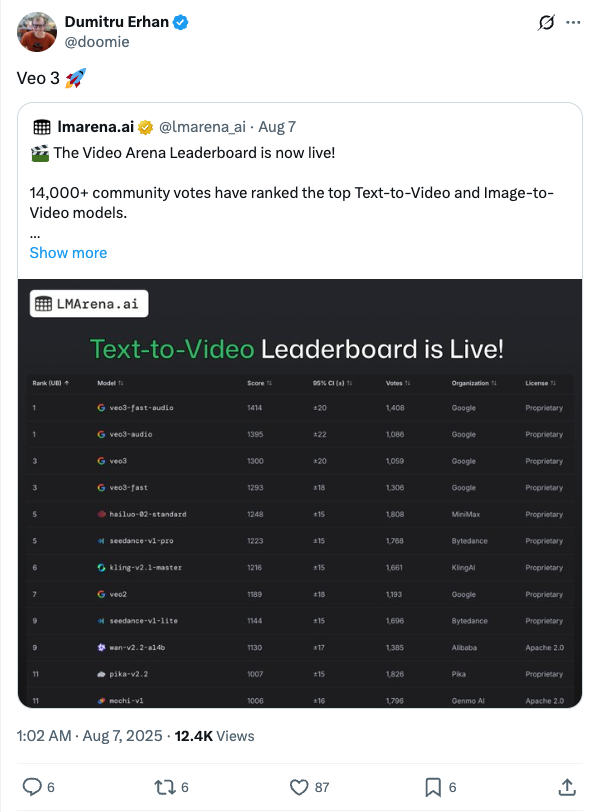 Dumitru Erhan
@doomie
Veo 3 🚀
lmarena.ai @lmarena_ai · Aug 7
🎬 The Video Arena Leaderboard is now live!
14,000+ community votes have ranked the top Text-to-Video and Image-to-
Video models.
...
Show more
LMArena.ai
Text-to-Video Leaderboard is Live!
Rank (UB) ↑ Model ↑↓ Score ↑↓ 95% CI (±) ↑↓ Votes ↑↓ Organization ↑↓ License ↑↓
1 veo3-fast-audio 1414 ±20 1,408 Google Proprietary
1 veo3-audio 1395 ±22 1,086 Google Proprietary
3 veo3 1300 ±20 1,059 Google Proprietary
3 veo3-fast 1293 ±18 1,306 Google Proprietary
5 hailuo-02-standard 1248 ±15 1,808 MiniMax Proprietary
5 seedance-v1-pro 1223 ±15 1,768 Bytedance Proprietary
6 kling-v2.1-master 1216 ±15 1,661 KlingAI Proprietary
7 veo2 1189 ±18 1,193 Google Proprietary
9 seedance-v1-lite 1144 ±15 1,696 Bytedance Proprietary
9 wan-v2.2-a14b 1130 ±17 1,385 Alibaba Apache 2.0
11 pika-v2.2 1007 ±15 1,826 Pika Proprietary
11 mochi-v1 1006 ±16 1,796 Genmo AI Apache 2.0
1:02 AM · Aug 7, 2025 · 12.4K Views
6 6 87 6